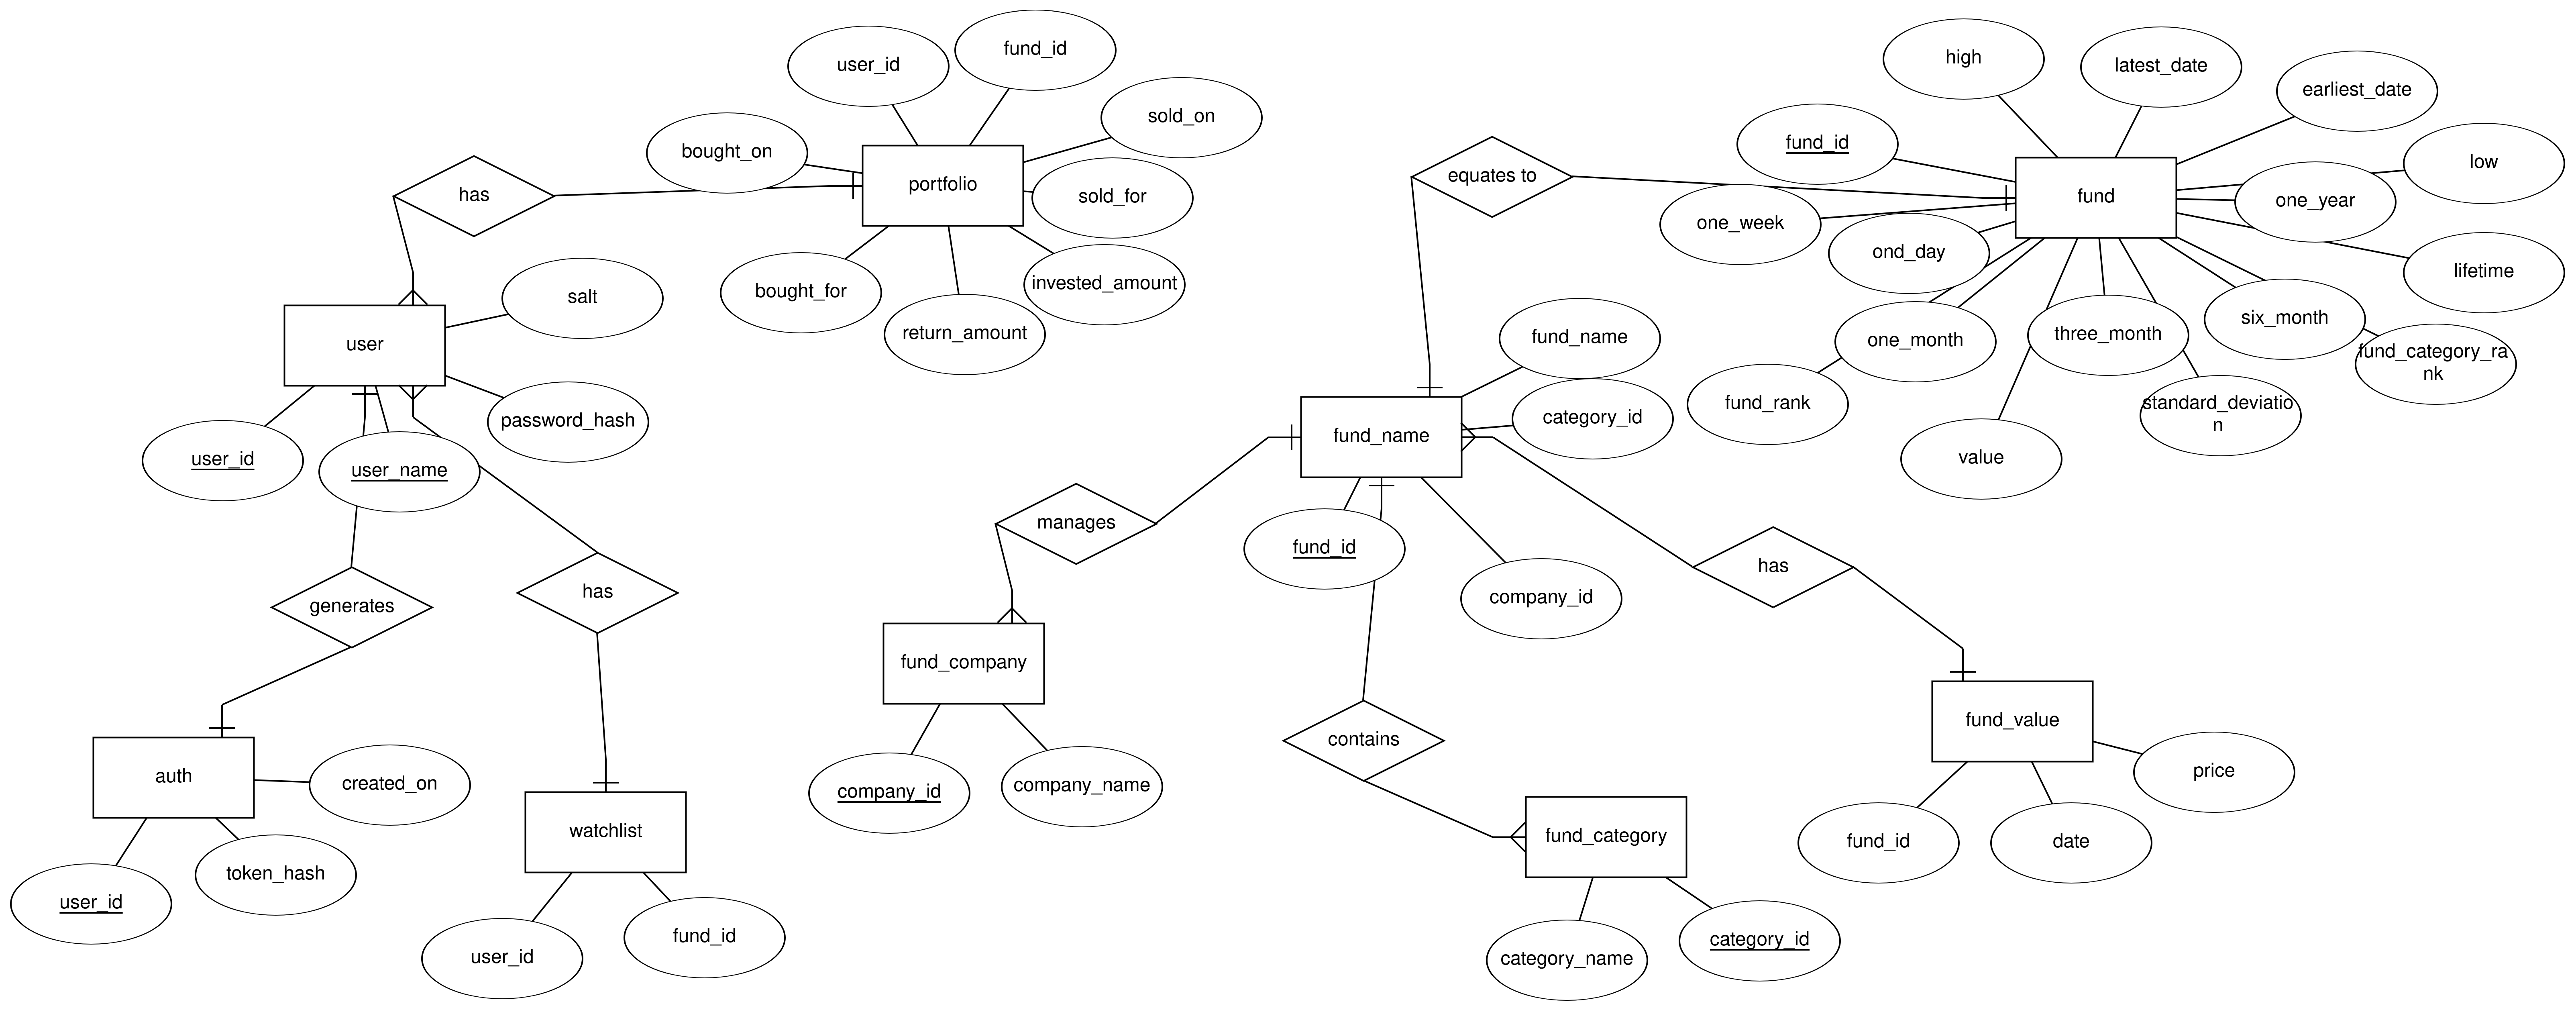 user_id
fund_id
high
latest_date
earliest_date
sold_on
bought_on
fund_id
low
portfolio
has
equates to
fund
sold_for
one_year
one_week
ond_day
lifetime
invested_amount
bought_for
salt
return_amount
user
fund_name
one_month
three_month
six_month
fund_category_ra
nk
fund_rank
standard_deviatio
n
category_id
password_hash
fund_name
value
user_id
user_name
manages
fund_id
has
company_id
has
generates
fund_company
contains
fund_value
price
auth
created_on
company_id
company_name
watchlist
fund_category
fund_id
date
token_hash
user_id
user_id
fund_id
category_name
category_id